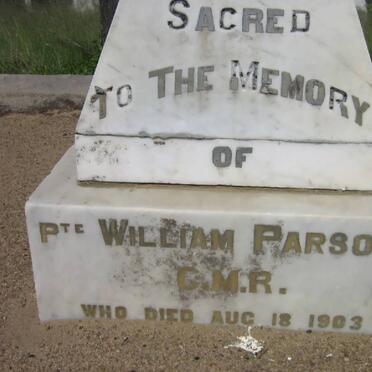 SACRED
TO THE MEMORY
OF
PTE WILLIAM PARSO
C.M.R.
WHO DIED AUG 18 1903